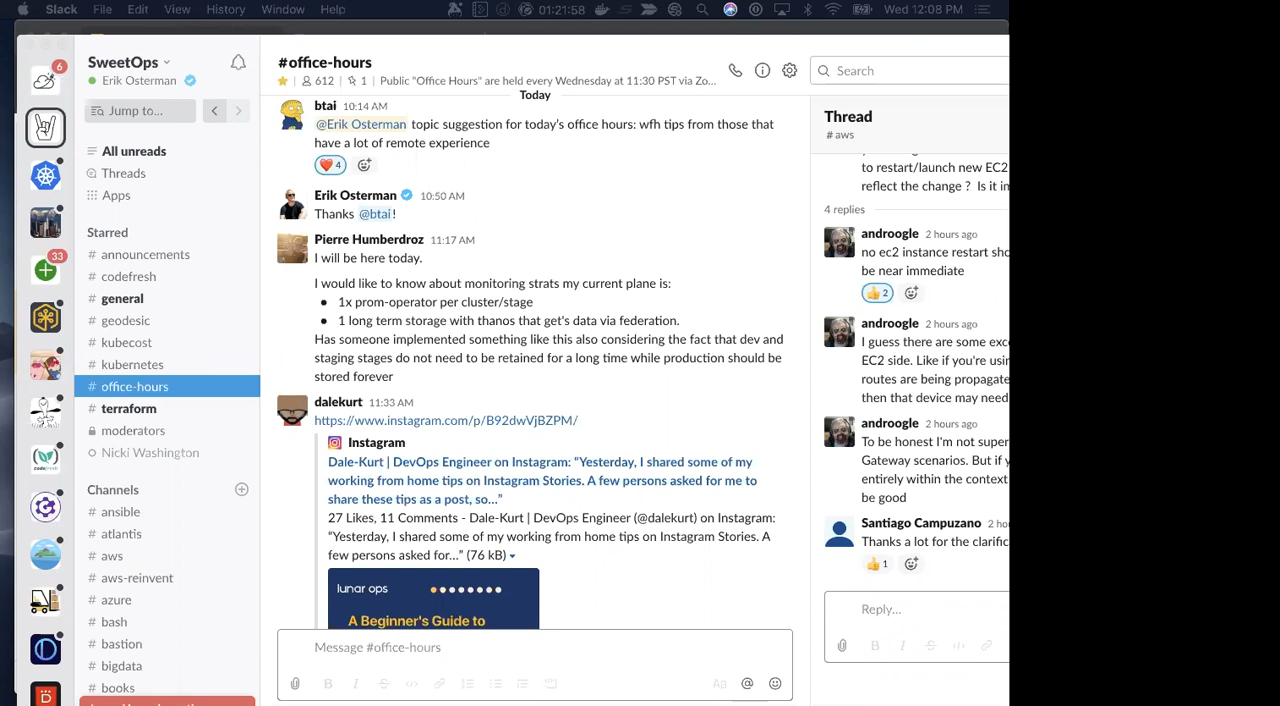 Slack File Edit View History Window Help 01:21:58 Wed 12:08 PM
6
33
SweetOps
Erik Osterman
Jump to...
All unreads
Threads
Apps
Starred
# announcements
# codefresh
# general
# geodesic
# kubecost
# kubernetes
# office-hours
# terraform
moderators
Nicki Washington
Channels
# ansible
# atlantis
# aws
# aws-reinvent
# azure
# bash
# bastion
# bigdata
# books
#office-hours
612 1 Public "Office Hours" are held every Wednesday at 11:30 PST via Zo...
Search
Today
btai 10:14 AM
@Erik Osterman topic suggestion for today's office hours: wfh tips from those that
have a lot of remote experience
4
Erik Osterman 10:50 AM
Thanks @btai!
Pierre Humberdroz 11:17 AM
I will be here today.
I would like to know about monitoring strats my current plane is:
• 1x prom-operator per cluster/stage
• 1 long term storage with thanos that get's data via federation.
Has someone implemented something like this also considering the fact that dev and
staging stages do not need to be retained for a long time while production should be
stored forever
dalekurt 11:33 AM
https://www.instagram.com/p/B92dwVjBZPM/
Instagram
Dale-Kurt | DevOps Engineer on Instagram: “Yesterday, I shared some of my
working from home tips on Instagram Stories. A few persons asked for me to
share these tips as a post, so…”
27 Likes, 11 Comments - Dale-Kurt | DevOps Engineer (@dalekurt) on Instagram:
“Yesterday, I shared some of my working from home tips on Instagram Stories. A
few persons asked for…” (76 kB)
lunar ops
A Beginner's Guide to
Message #office-hours
Aa
Thread
# aws
to restart/launch new EC2
reflect the change ? Is it in
4 replies
androogle 2 hours ago
no ec2 instance restart sho
be near immediate
2
androogle 2 hours ago
I guess there are some exc
EC2 side. Like if you're usin
routes are being propagate
then that device may need
androogle 2 hours ago
To be honest I'm not super
Gateway scenarios. But if y
entirely within the context
be good
Santiago Campuzano 2 ho
Thanks a lot for the clarific
1
Reply...